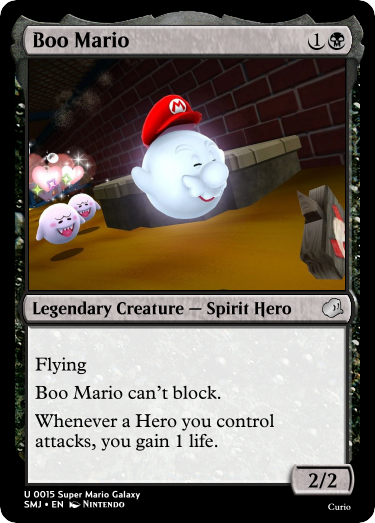 Boo Mario 1
M
Legendary Creature — Spirit Hero
Flying
Boo Mario can't block.
Whenever a Hero you control
attacks, you gain 1 life.
2/2
U 0015 Super Mario Galaxy
SMJ • EN Nintendo
Curio